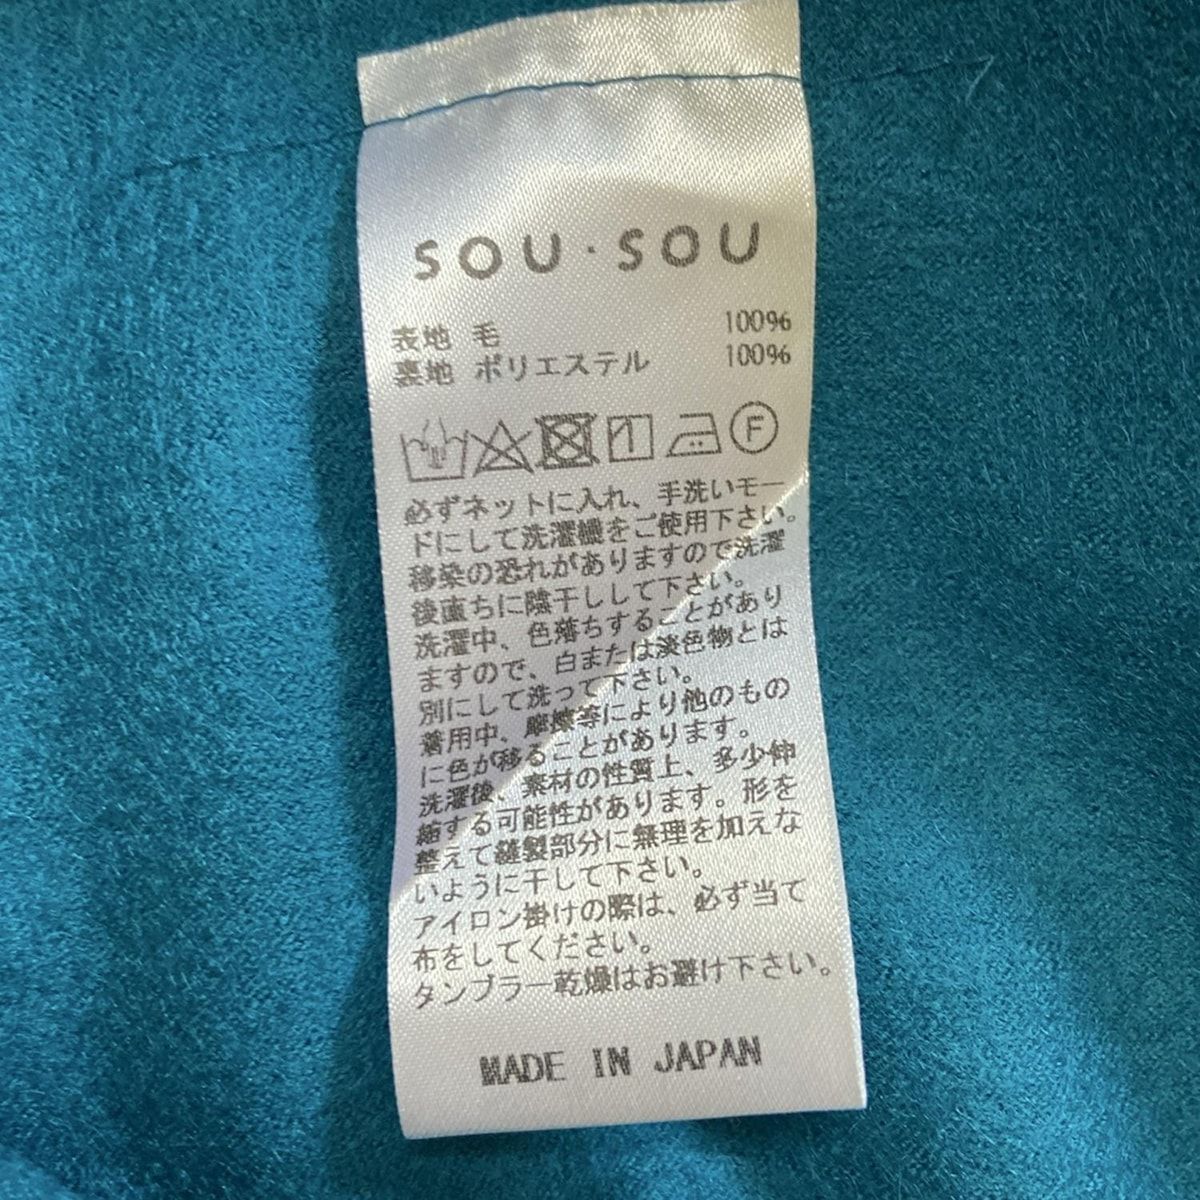 SOU・SOU
表地 毛 100%
裏地 ポリエステル 100%
F
必ずネットに入れ、手洗いモー
ドにして洗濯機をご使用下さい。
移染の恐れがありますので洗濯
後直ちに陰干しして下さい。
洗濯中、色落ちすることがあり
ますので、白または淡色物とは
別にして洗って下さい。
着用中、摩擦等により他のもの
に色が移ることがあります。
洗濯後、素材の性質上、多少伸
縮する可能性があります。形を
整えて縫製部分に無理を加えな
いように干して下さい。
アイロン掛けの際は、必ず当て
布をしてください。
タンブラー乾燥はお避け下さい。
MADE IN JAPAN